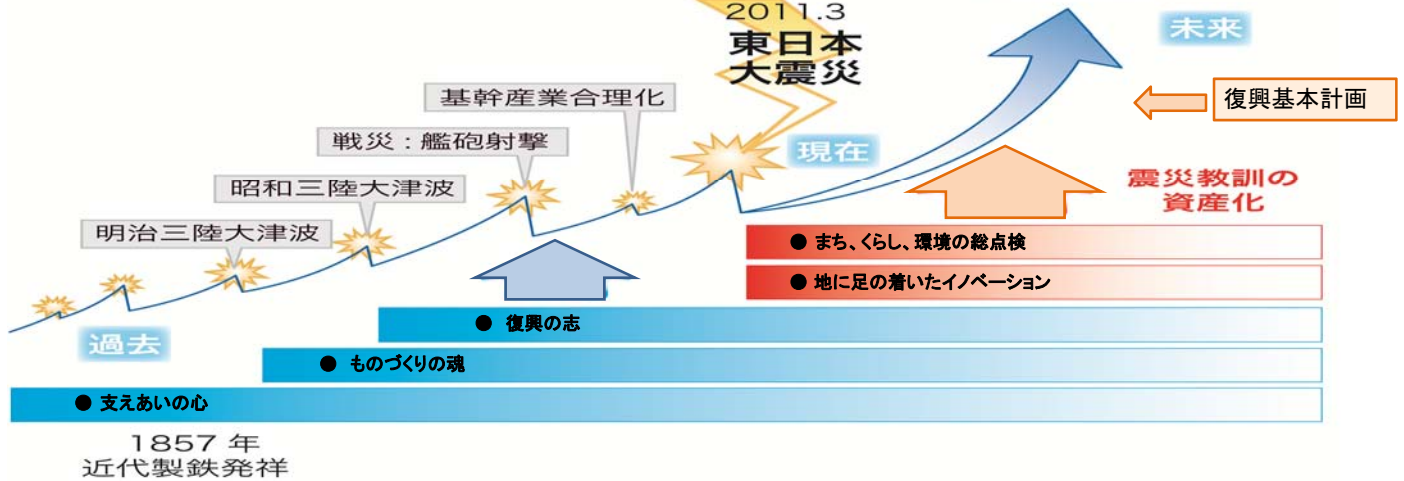 2011.3
東日本
大震災
未来
基幹産業合理化
復興基本計画
戦災：艦砲射撃
現在
昭和三陸大津波
震災教訓の
資産化
明治三陸大津波
● まち、くらし、環境の総点検
● 地に足の着いたイノベーション
● 復興の志
過去
● ものづくりの魂
● 支えあいの心
1857 年
近代製鉄発祥